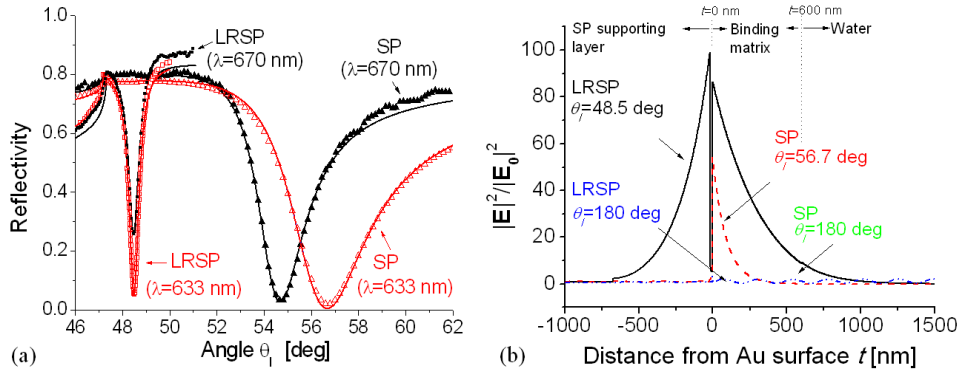 LRSP
(λ=670 nm)
SP
(λ=670 nm)
LRSP
(λ=633 nm)
SP
(λ=633 nm)
1.0
0.8
0.6
0.4
0.2
0.0
Reflectivity
46 48 50 52 54 56 58 60 62
Angle θI [deg]
(a)
t=0 nm
t=600 nm
SP supporting layer
Binding matrix
Water
LRSP
θI=48.5 deg
SP
θI=56.7 deg
LRSP
θI=180 deg
SP
θI=180 deg
100
80
60
40
20
0
|E|²/|E₀|²
-1000 -500 0 500 1000 1500
Distance from Au surface t [nm]
(b)